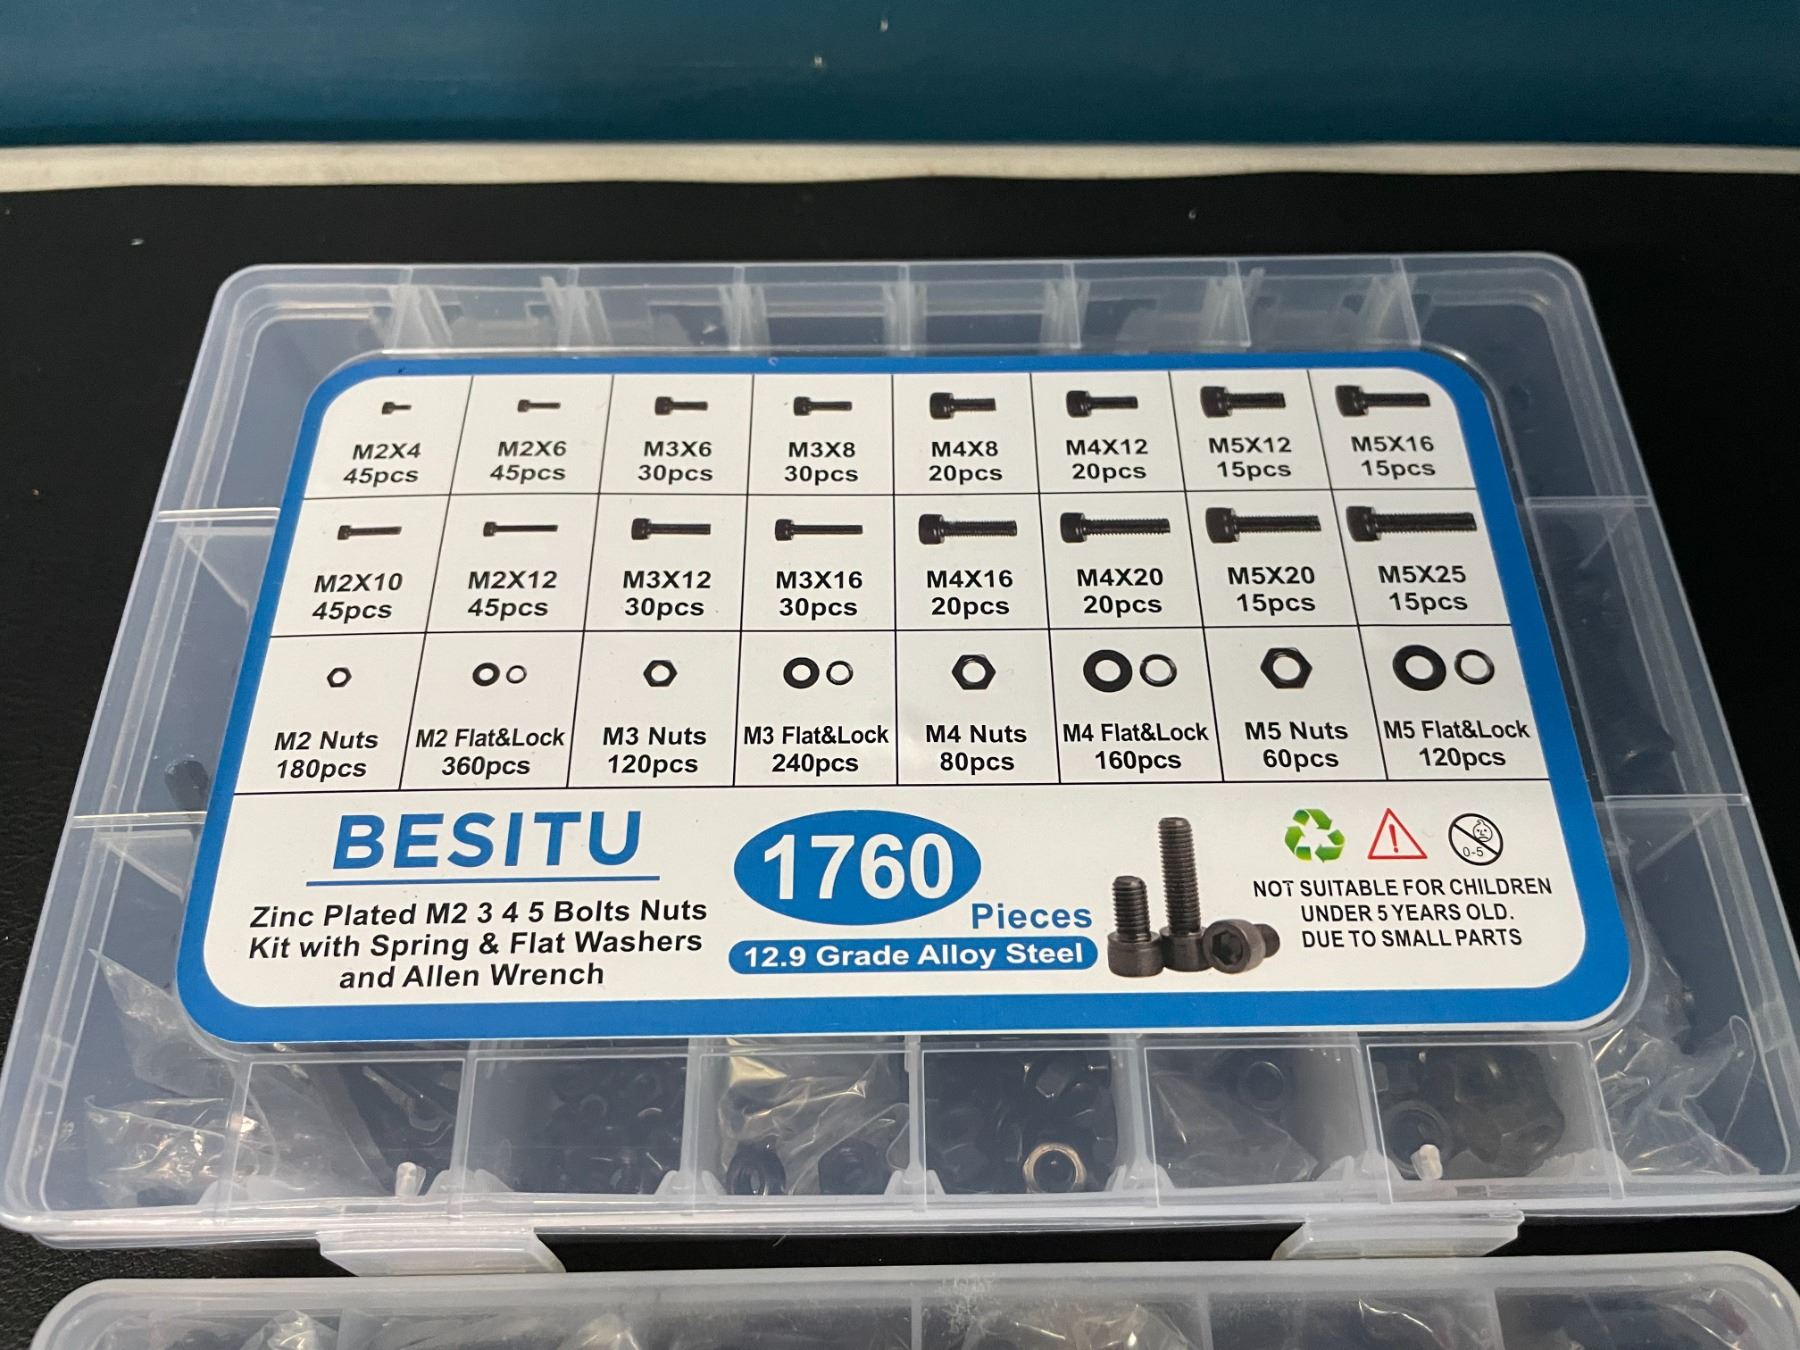 M2X4 M2X6 M3X6 M3X8 M4X8 M4X12 M5X12 M5X16
45pcs 45pcs 30pcs 30pcs 20pcs 20pcs 15pcs 15pcs
M2X10 M2X12 M3X12 M3X16 M4X16 M4X20 M5X20 M5X25
45pcs 45pcs 30pcs 30pcs 20pcs 20pcs 15pcs 15pcs
M2 Nuts M2 Flat&Lock M3 Nuts M3 Flat&Lock M4 Nuts M4 Flat&Lock M5 Nuts M5 Flat&Lock
180pcs 360pcs 120pcs 240pcs 80pcs 160pcs 60pcs 120pcs
BESITU
Zinc Plated M2 3 4 5 Bolts Nuts
Kit with Spring & Flat Washers
and Allen Wrench
1760
Pieces
12.9 Grade Alloy Steel
0-5
NOT SUITABLE FOR CHILDREN
UNDER 5 YEARS OLD.
DUE TO SMALL PARTS